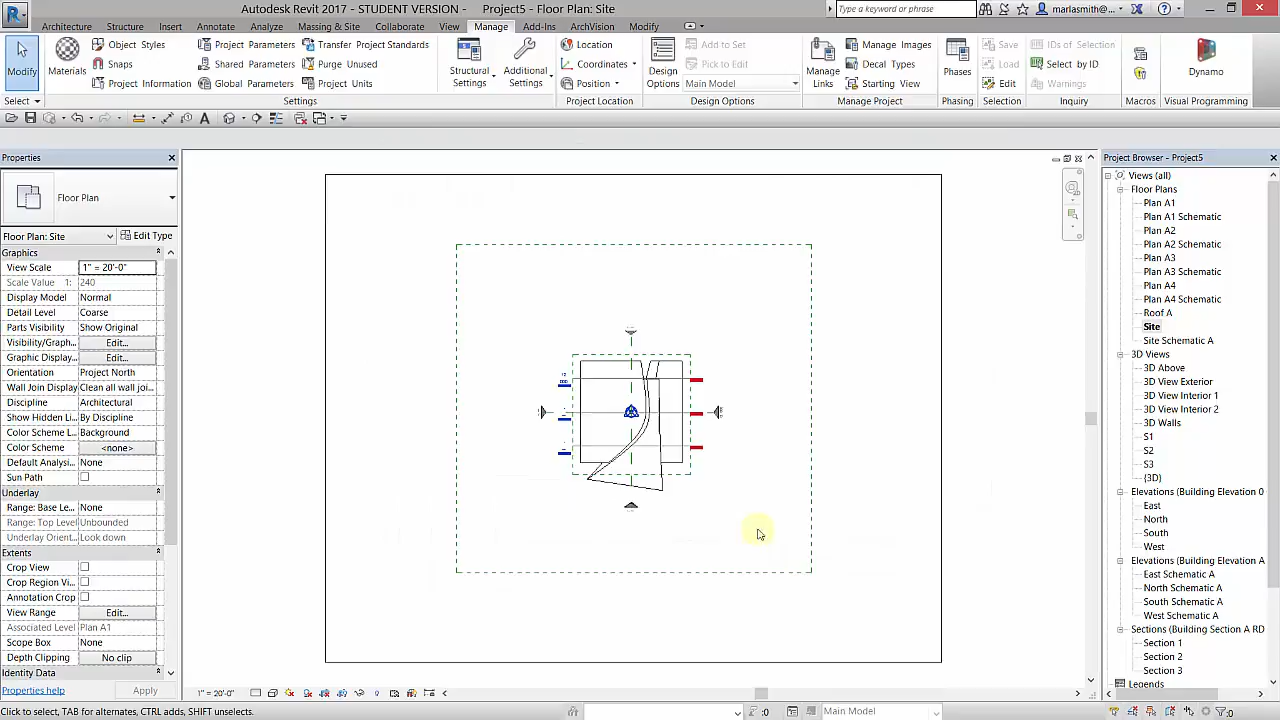 Autodesk Revit 2017 - STUDENT VERSION - Project5 - Floor Plan: Site
Type a keyword or phrase
marlasmith@...
Architecture Structure Insert Annotate Analyze Massing & Site Collaborate View Manage Add-Ins ArchVision Modify
Modify
Select
Materials
Object Styles
Snaps
Project Information
Project Parameters
Shared Parameters
Global Parameters
Transfer Project Standards
Purge Unused
Project Units
Settings
Structural Settings
Additional Settings
Location
Coordinates
Position
Project Location
Design Options
Add to Set
Pick to Edit
Main Model
Design Options
Manage Links
Manage Images
Decal Types
Starting View
Manage Project
Phases
Phasing
Save
Load
Edit
Selection
IDs of Selection
Select by ID
Warnings
Inquiry
Macros
Dynamo
Visual Programming
Properties
Floor Plan
Floor Plan: Site
Edit Type
Graphics
View Scale 1" = 20'-0"
Scale Value 1: 240
Display Model Normal
Detail Level Coarse
Parts Visibility Show Original
Visibility/Graph... Edit...
Graphic Display... Edit...
Orientation Project North
Wall Join Display Clean all wall joi...
Discipline Architectural
Show Hidden Li... By Discipline
Color Scheme L... Background
Color Scheme <none>
Default Analysi... None
Sun Path
Underlay
Range: Base Le... None
Range: Top Level Unbounded
Underlay Orien... Look down
Extents
Crop View
Crop Region Vi...
Annotation Crop
View Range Edit...
Associated Level Plan A1
Scope Box None
Depth Clipping No clip
Identity Data
Properties help
Apply
Project Browser - Project5
Views (all)
Floor Plans
Plan A1
Plan A1 Schematic
Plan A2
Plan A2 Schematic
Plan A3
Plan A3 Schematic
Plan A4
Plan A4 Schematic
Roof A
Site
Site Schematic A
3D Views
3D Above
3D View Exterior
3D View Interior 1
3D View Interior 2
3D Walls
S1
S2
S3
{3D}
Elevations (Building Elevation 0
East
North
South
West
Elevations (Building Elevation A
East Schematic A
North Schematic A
South Schematic A
West Schematic A
Sections (Building Section A RD
Section 1
Section 2
Section 3
Legends
1" = 20'-0"
Click to select, TAB for alternates, CTRL adds, SHIFT unselects.
:0
Main Model
:0